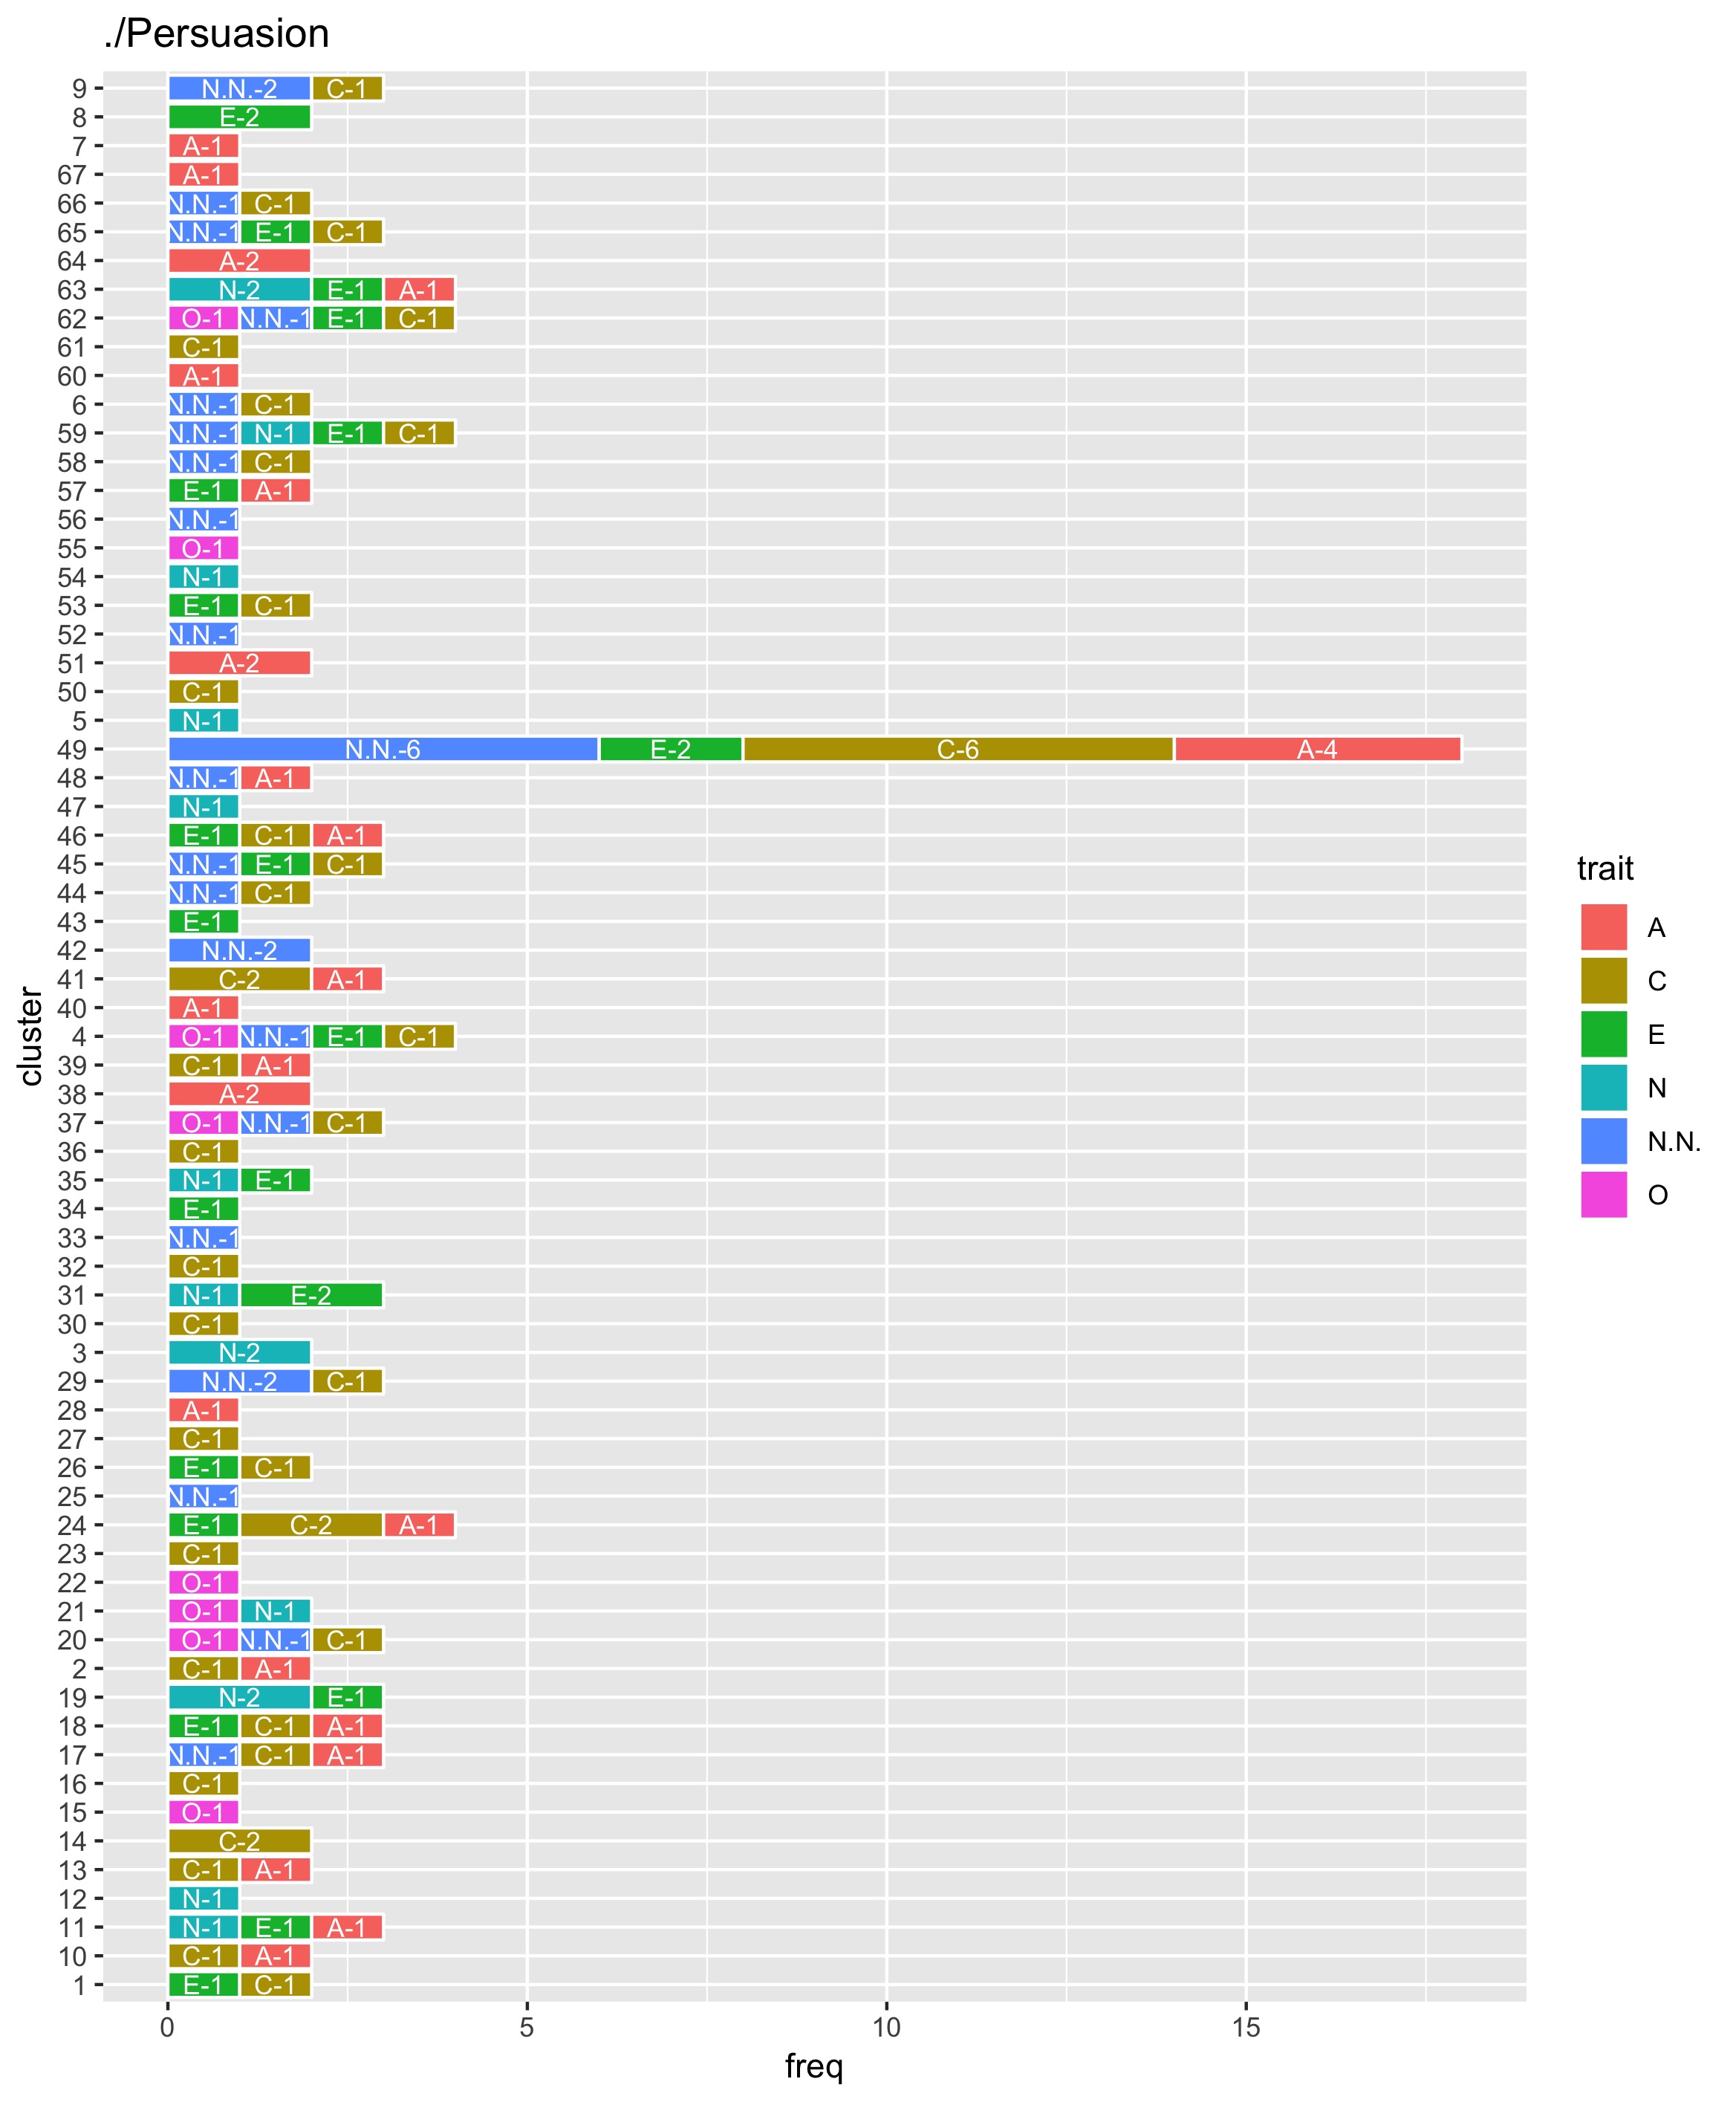 ./Persuasion
9 N.N.-2 C-1
8 E-2
7 A-1
67 A-1
66 N.N.-1 C-1
65 N.N.-1 E-1 C-1
64 A-2
63 N-2 E-1 A-1
62 O-1 N.N.-1 E-1 C-1
61 C-1
60 A-1
6 N.N.-1 C-1
59 N.N.-1 N-1 E-1 C-1
58 N.N.-1 C-1
57 E-1 A-1
56 N.N.-1
55 O-1
54 N-1
53 E-1 C-1
52 N.N.-1
51 A-2
50 C-1
5 N-1
49 N.N.-6 E-2 C-6 A-4
48 N.N.-1 A-1
47 N-1
46 E-1 C-1 A-1
45 N.N.-1 E-1 C-1
44 N.N.-1 C-1
43 E-1
42 N.N.-2
41 C-2 A-1
40 A-1
4 O-1 N.N.-1 E-1 C-1
39 C-1 A-1
38 A-2
37 O-1 N.N.-1 C-1
36 C-1
35 N-1 E-1
34 E-1
33 N.N.-1
32 C-1
31 N-1 E-2
30 C-1
3 N-2
29 N.N.-2 C-1
28 A-1
27 C-1
26 E-1 C-1
25 N.N.-1
24 E-1 C-2 A-1
23 C-1
22 O-1
21 O-1 N-1
20 O-1 N.N.-1 C-1
2 C-1 A-1
19 N-2 E-1
18 E-1 C-1 A-1
17 N.N.-1 C-1 A-1
16 C-1
15 O-1
14 C-2
13 C-1 A-1
12 N-1
11 N-1 E-1 A-1
10 C-1 A-1
1 E-1 C-1
0 5 10 15
freq
cluster
trait
A
C
E
N
N.N.
O